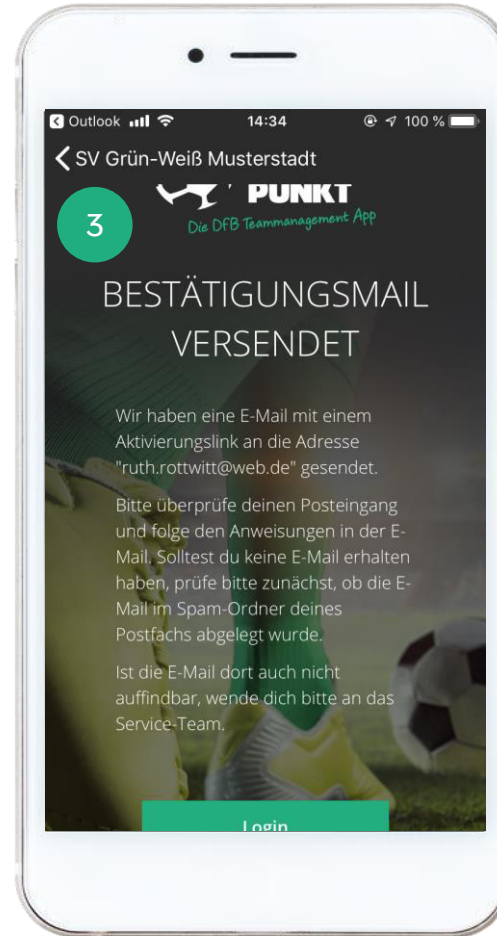 Outlook 14:34 100 %
SV Grün-Weiß Musterstadt
PUNKT
3
Die DFB Teammanagement App
BESTÄTIGUNGSMAIL
VERSENDET
Wir haben eine E-Mail mit einem
Aktivierungslink an die Adresse
"ruth.rottwitt@web.de" gesendet.
Bitte überprüfe deinen Posteingang
und folge den Anweisungen in der E-
Mail. Solltest du keine E-Mail erhalten
haben, prüfe bitte zunächst, ob die E-
Mail im Spam-Ordner deines
Postfachs abgelegt wurde.
Ist die E-Mail dort auch nicht
auffindbar, wende dich bitte an das
Service-Team.
Login